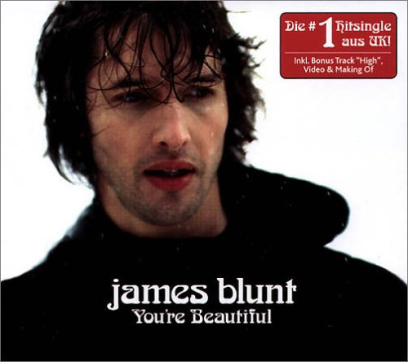 Die # 1 Hitsingle
aus UK!
Inkl. Bonus Track "High",
Video & Making Of
james blunt
You're Beautiful